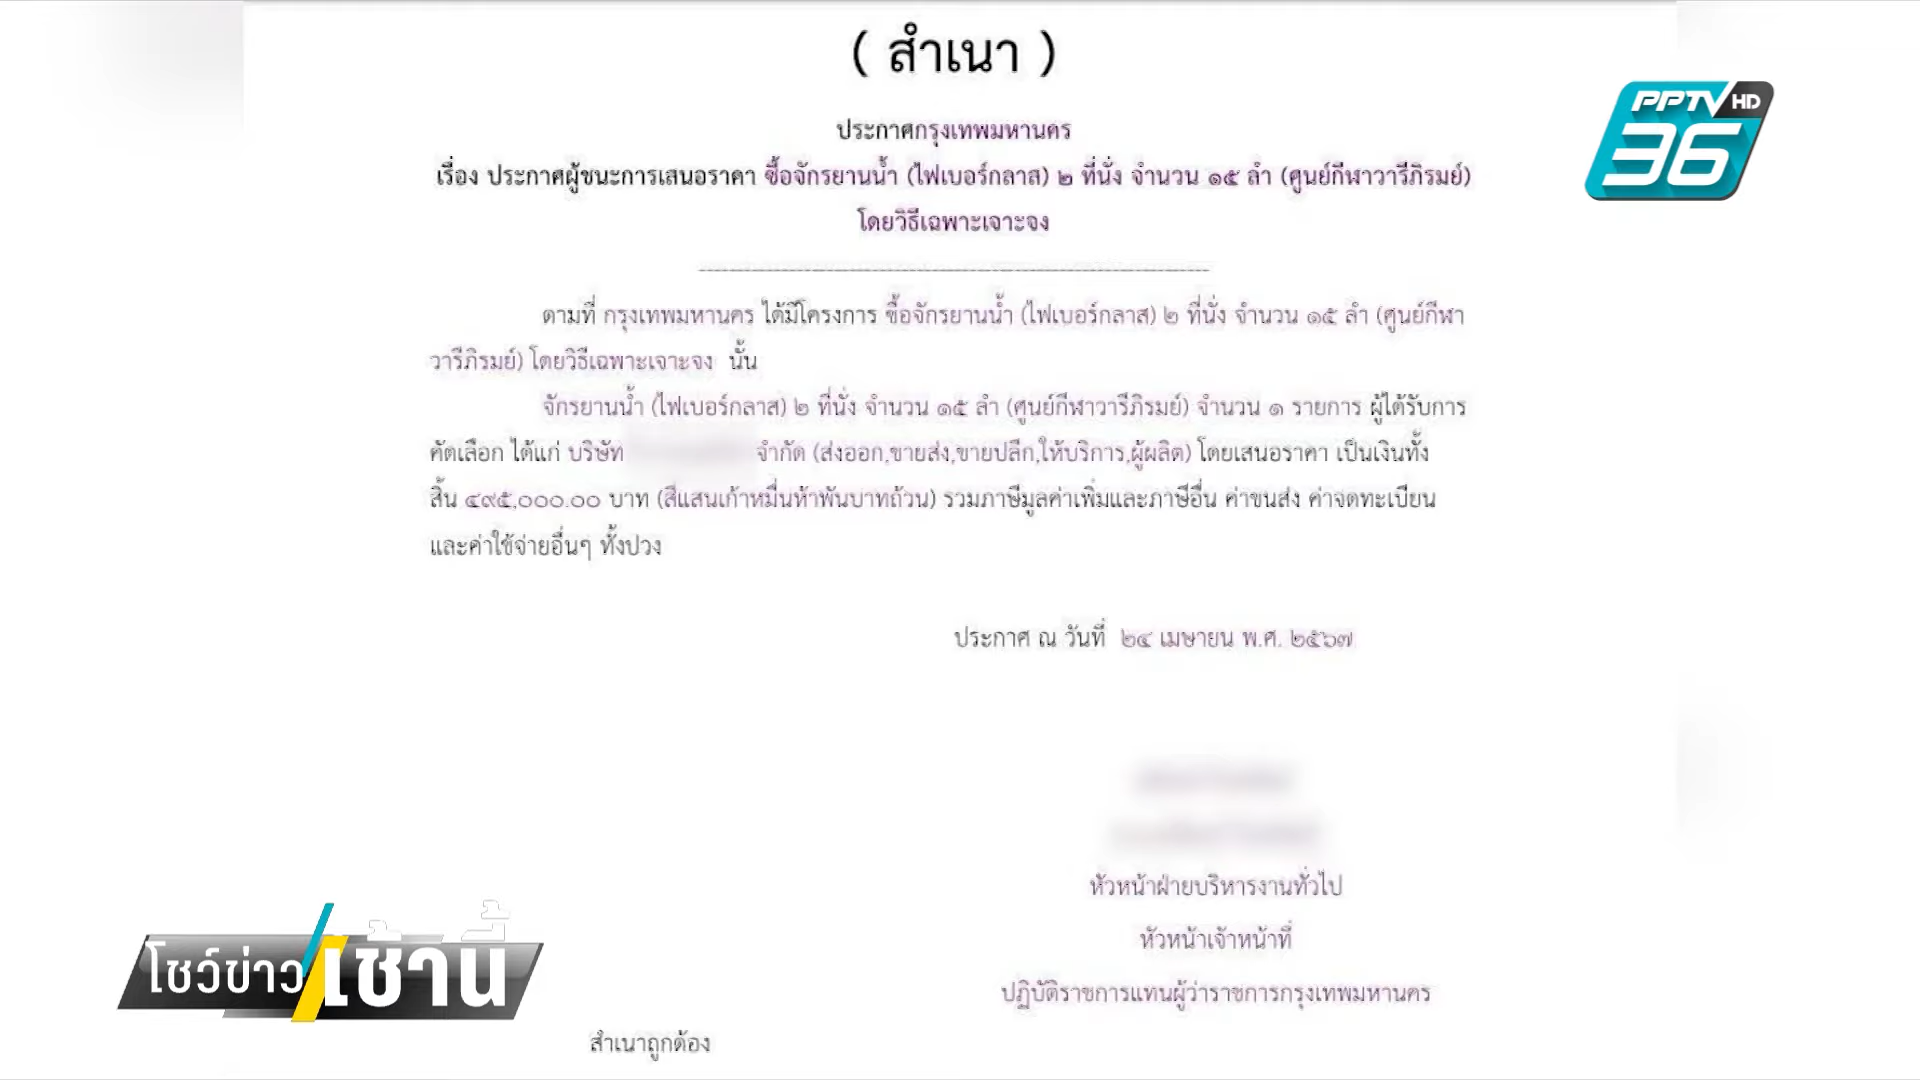 ( สำเนา )
PPTV HD
36
ประกาศกรุงเทพมหานคร
เรื่อง ประกาศผู้ชนะการเสนอราคา ซื้อจักรยานน้ำ (ไฟเบอร์กลาส) ๒ ที่นั่ง จำนวน ๑๕ ลำ (ศูนย์กีฬาวารีภิรมย์)
โดยวิธีเฉพาะเจาะจง
ตามที่ กรุงเทพมหานคร ได้มีโครงการ ซื้อจักรยานน้ำ (ไฟเบอร์กลาส) ๒ ที่นั่ง จำนวน ๑๕ ลำ (ศูนย์กีฬา
วารีภิรมย์) โดยวิธีเฉพาะเจาะจง นั้น
จักรยานน้ำ (ไฟเบอร์กลาส) ๒ ที่นั่ง จำนวน ๑๕ ลำ (ศูนย์กีฬาวารีภิรมย์) จำนวน ๑ รายการ ผู้ได้รับการ
คัดเลือก ได้แก่ บริษัท จำกัด (ส่งออก,ขายส่ง,ขายปลีก,ให้บริการ,ผู้ผลิต) โดยเสนอราคา เป็นเงินทั้ง
สิ้น ๔๙๕,๐๐๐.๐๐ บาท (สี่แสนเก้าหมื่นห้าพันบาทถ้วน) รวมภาษีมูลค่าเพิ่มและภาษีอื่น ค่าขนส่ง ค่าจดทะเบียน
และค่าใช้จ่ายอื่นๆ ทั้งปวง
ประกาศ ณ วันที่ ๒๔ เมษายน พ.ศ. ๒๕๖๗
หัวหน้าฝ่ายบริหารงานทั่วไป
หัวหน้าเจ้าหน้าที่
ปฏิบัติราชการแทนผู้ว่าราชการกรุงเทพมหานคร
โชว์ข่าวเช้านี้
สำเนาถูกต้อง